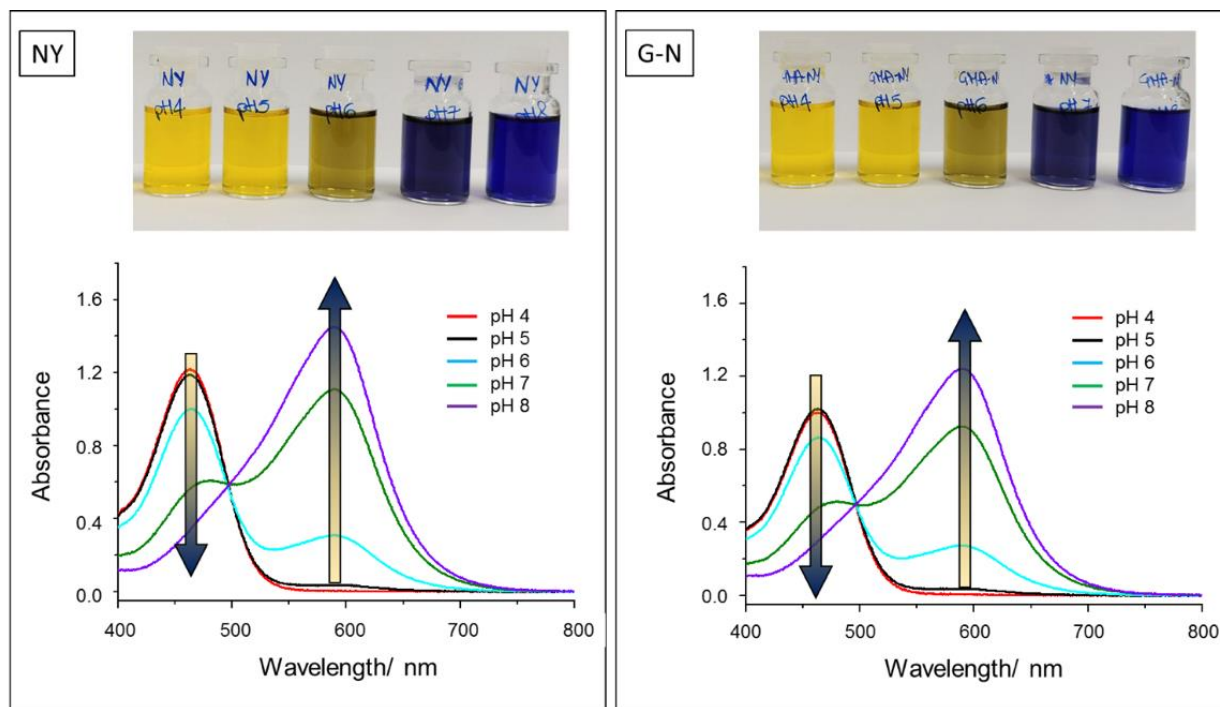 NY
NY NY NY NY NY
pH4 pH5 pH6 pH7 pH8
Absorbance
1.6
1.2
0.8
0.4
0.0
400 500 600 700 800
Wavelength/ nm
pH 4
pH 5
pH 6
pH 7
pH 8
G-N
GMA-N NY
pH4 pH5 pH6 pH7
Absorbance
1.6
1.2
0.8
0.4
0.0
400 500 600 700 800
Wavelength/ nm
pH 4
pH 5
pH 6
pH 7
pH 8